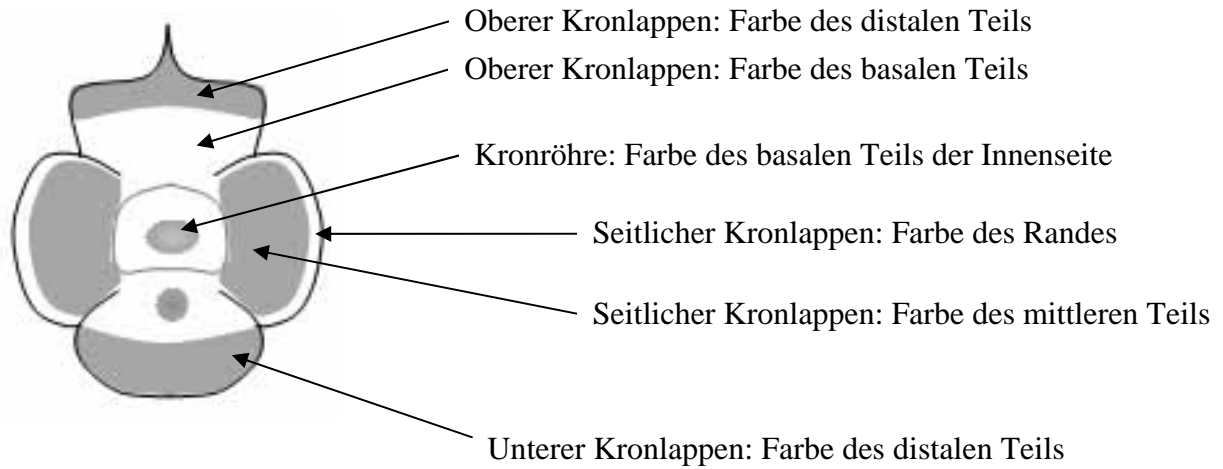 Oberer Kronlappen: Farbe des distalen Teils
Oberer Kronlappen: Farbe des basalen Teils
Kronröhre: Farbe des basalen Teils der Innenseite
Seitlicher Kronlappen: Farbe des Randes
Seitlicher Kronlappen: Farbe des mittleren Teils
Unterer Kronlappen: Farbe des distalen Teils